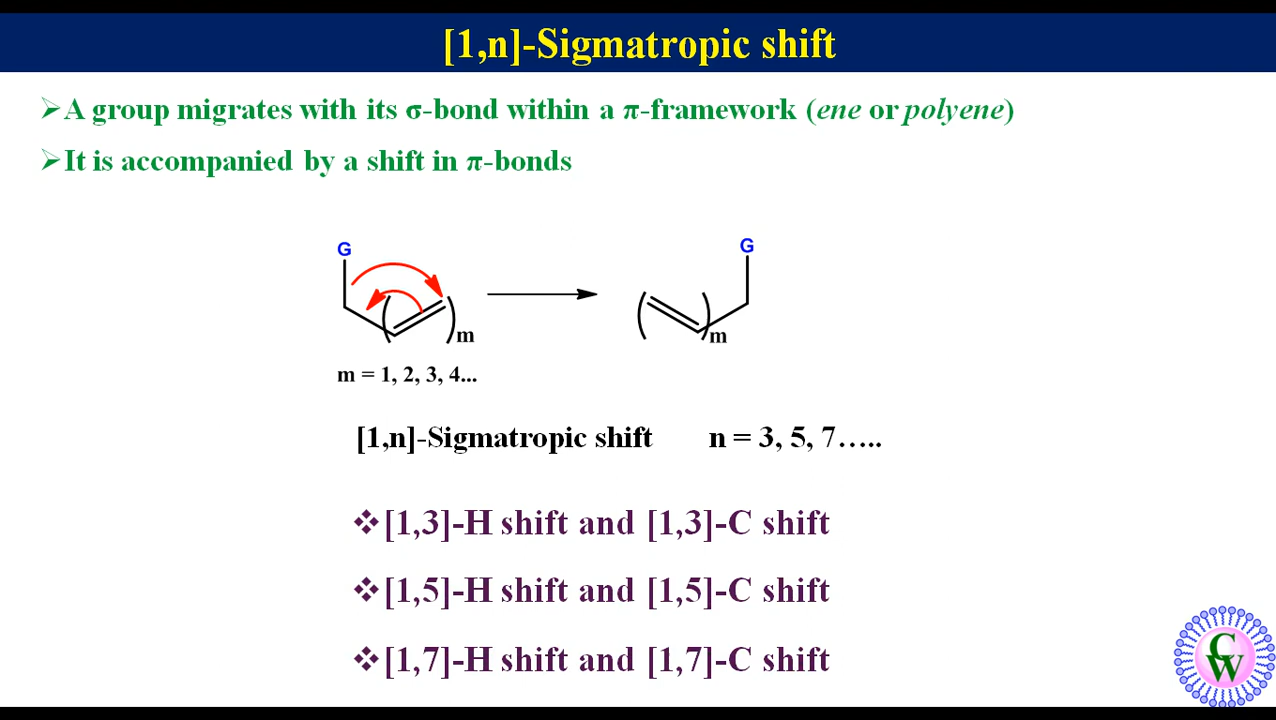 [1,n]-Sigmatropic shift
➢A group migrates with its σ-bond within a π-framework (ene or polyene)
➢It is accompanied by a shift in π-bonds
G G
m m
m = 1, 2, 3, 4...
[1,n]-Sigmatropic shift n = 3, 5, 7…..
❖[1,3]-H shift and [1,3]-C shift
❖[1,5]-H shift and [1,5]-C shift
❖[1,7]-H shift and [1,7]-C shift
C
W